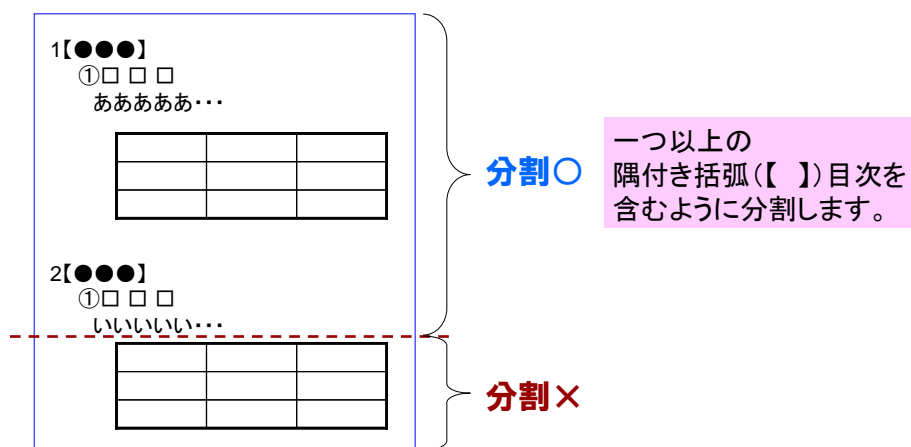 1【●●●】
①□ □ □
あああああ・・・
2【●●●】
①□ □ □
いいいいい・・・
分割○
一つ以上の
隅付き括弧(【 】)目次を
含むように分割します。
分割×